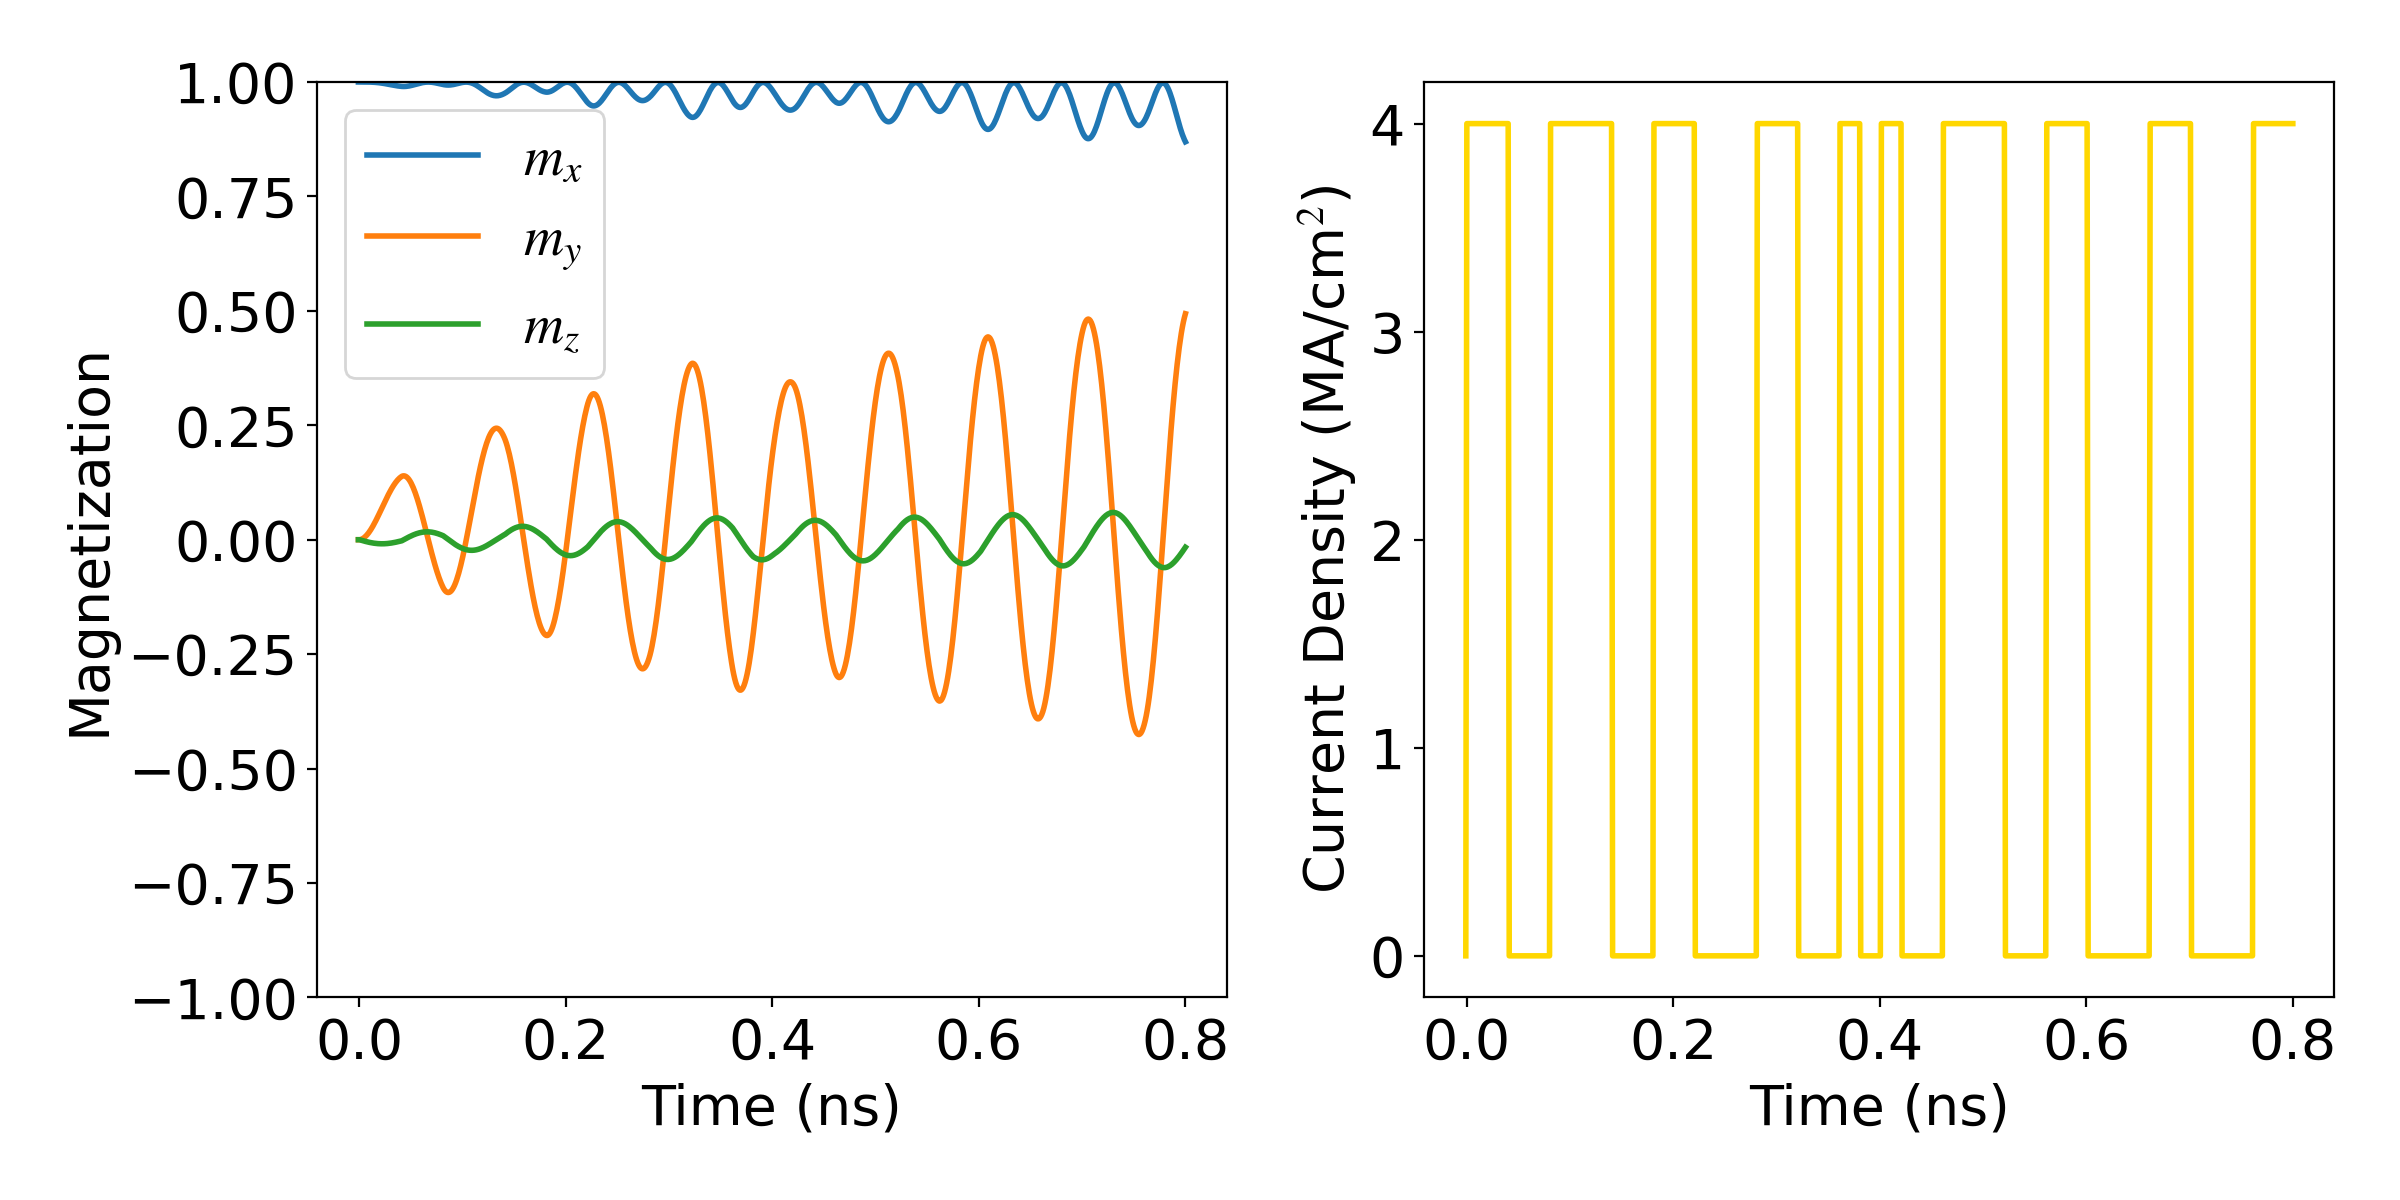 1.00
0.75
0.50
0.25
0.00
−0.25
−0.50
−0.75
−1.00
Magnetization
m_x
m_y
m_z
0.0 0.2 0.4 0.6 0.8
Time (ns)
4
3
2
1
0
Current Density (MA/cm²)
0.0 0.2 0.4 0.6 0.8
Time (ns)